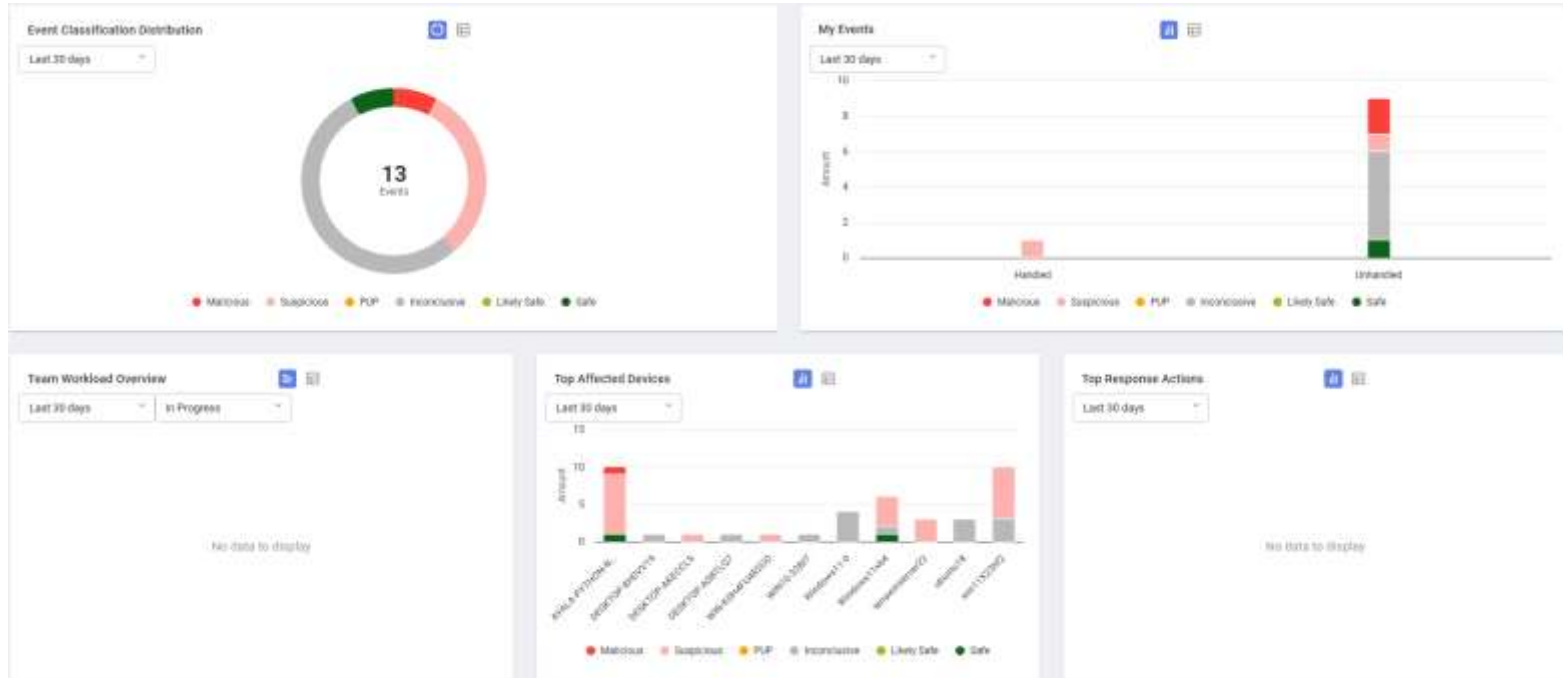 Event Classification Distribution
Last 30 days
13
Events
Malicious Suspicious PUP Inconclusive Likely Safe Safe
My Events
Last 30 days
10
8
6
4
2
0
Amount
Handled Unhandled
Malicious Suspicious PUP Inconclusive Likely Safe Safe
Team Workload Overview
Last 30 days In Progress
No data to display
Top Affected Devices
Last 30 days
15
10
5
0
Amount
Windows11-0
Windows11x64
ubuntu18
Malicious Suspicious PUP Inconclusive Likely Safe Safe
Top Response Actions
Last 30 days
No data to display